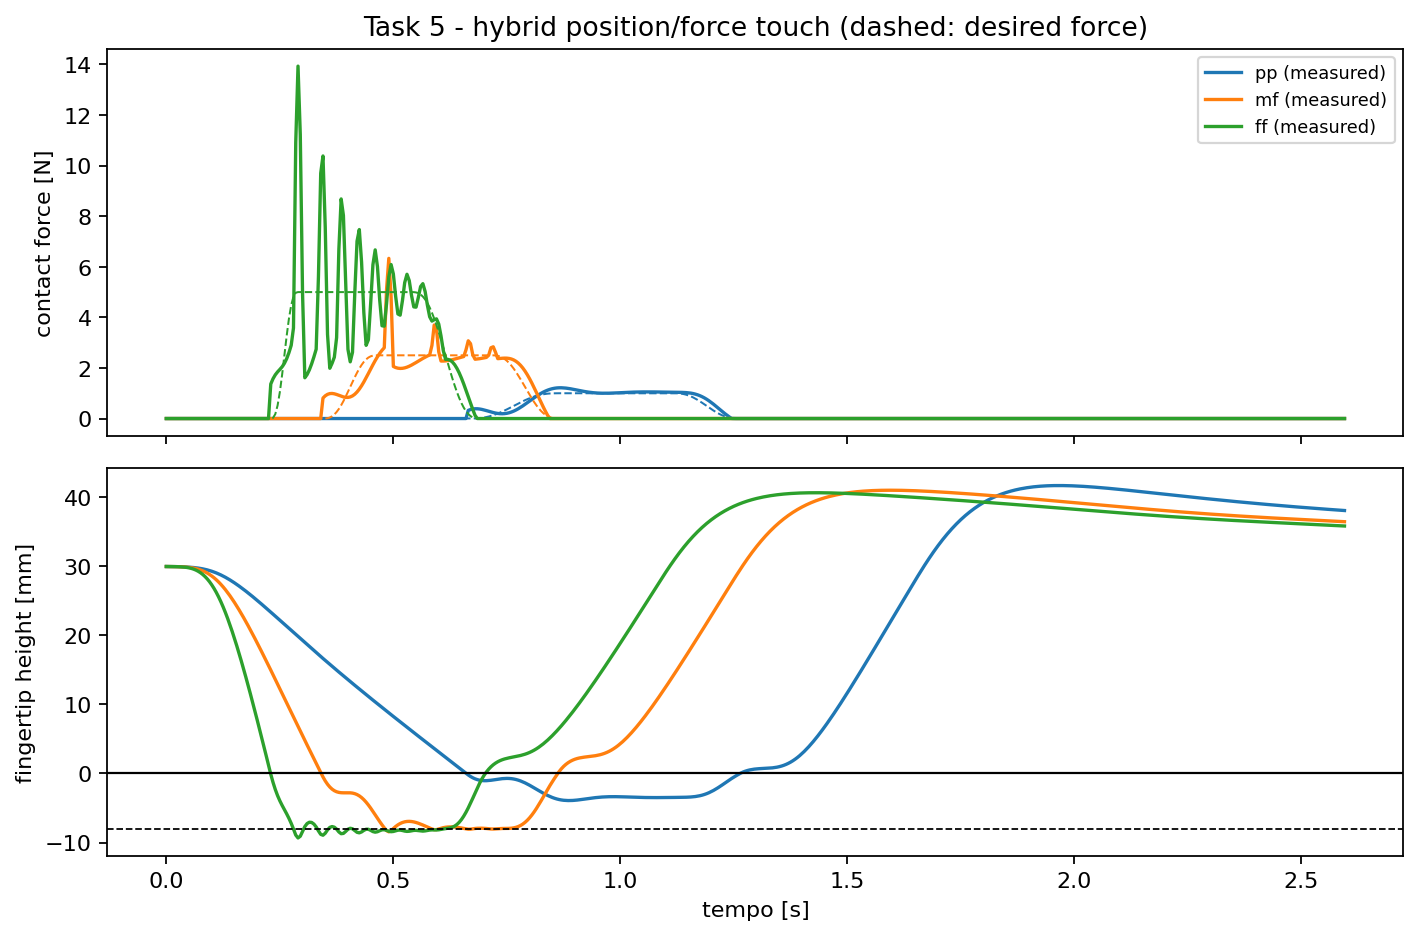 Task 5 - hybrid position/force touch (dashed: desired force)
contact force [N]
14
12
10
8
6
4
2
0
pp (measured)
mf (measured)
ff (measured)
fingertip height [mm]
40
30
20
10
0
−10
0.0 0.5 1.0 1.5 2.0 2.5
tempo [s]